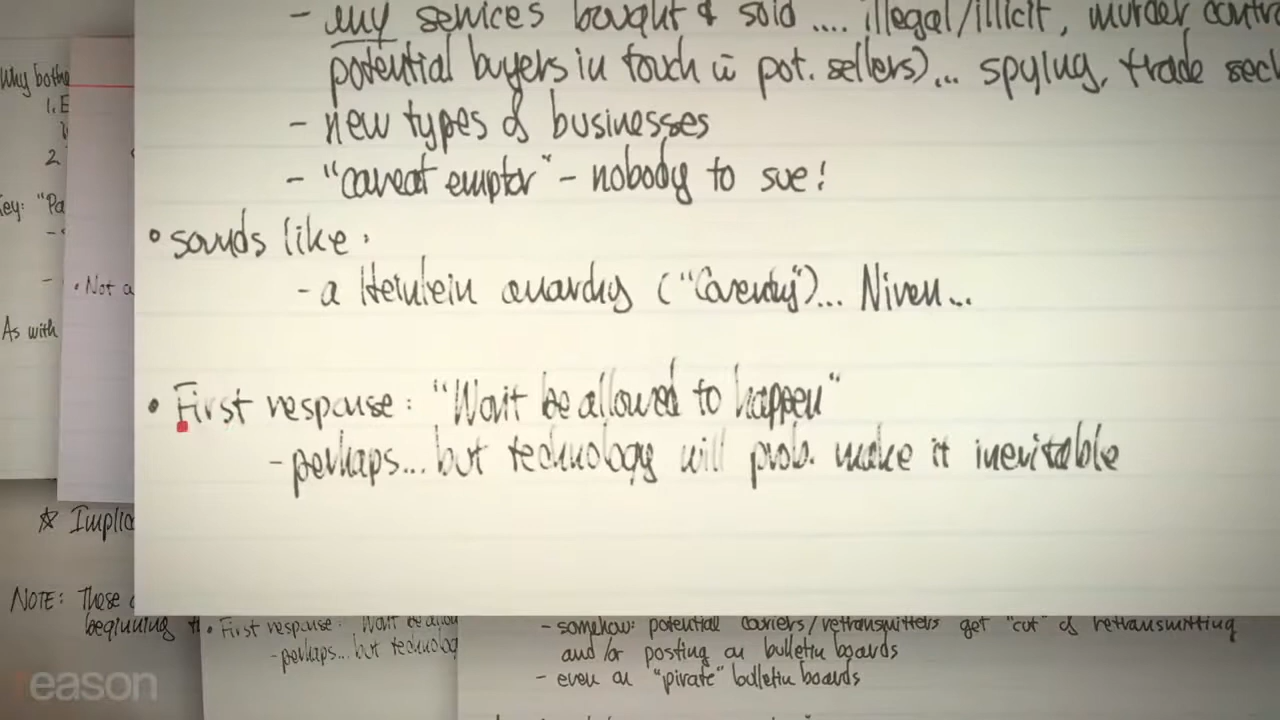 - any services bought & sold .... illegal/illicit, murder contra
potential buyers in touch w pot. sellers)... spying, trade sec
- new types of businesses
- "caveat emptor" - nobody to sue!
• sounds like:
- a Heinlein anarchy ("Coventry")... Niven...
• First response: "Won't be allowed to happen"
- perhaps... but technology will prob. make it inevitable
Why bothe
1. E
2
Key: "Pa
• Not a
As with
☆ Implic
NOTE: These
beginning th
• First response: "Won't be allow
- perhaps... but technolog
- somehow: potential couriers/retransmitters get "cut" of retransmitting
and/or posting on bulletin boards
- even on "pirate" bulletin boards
reason